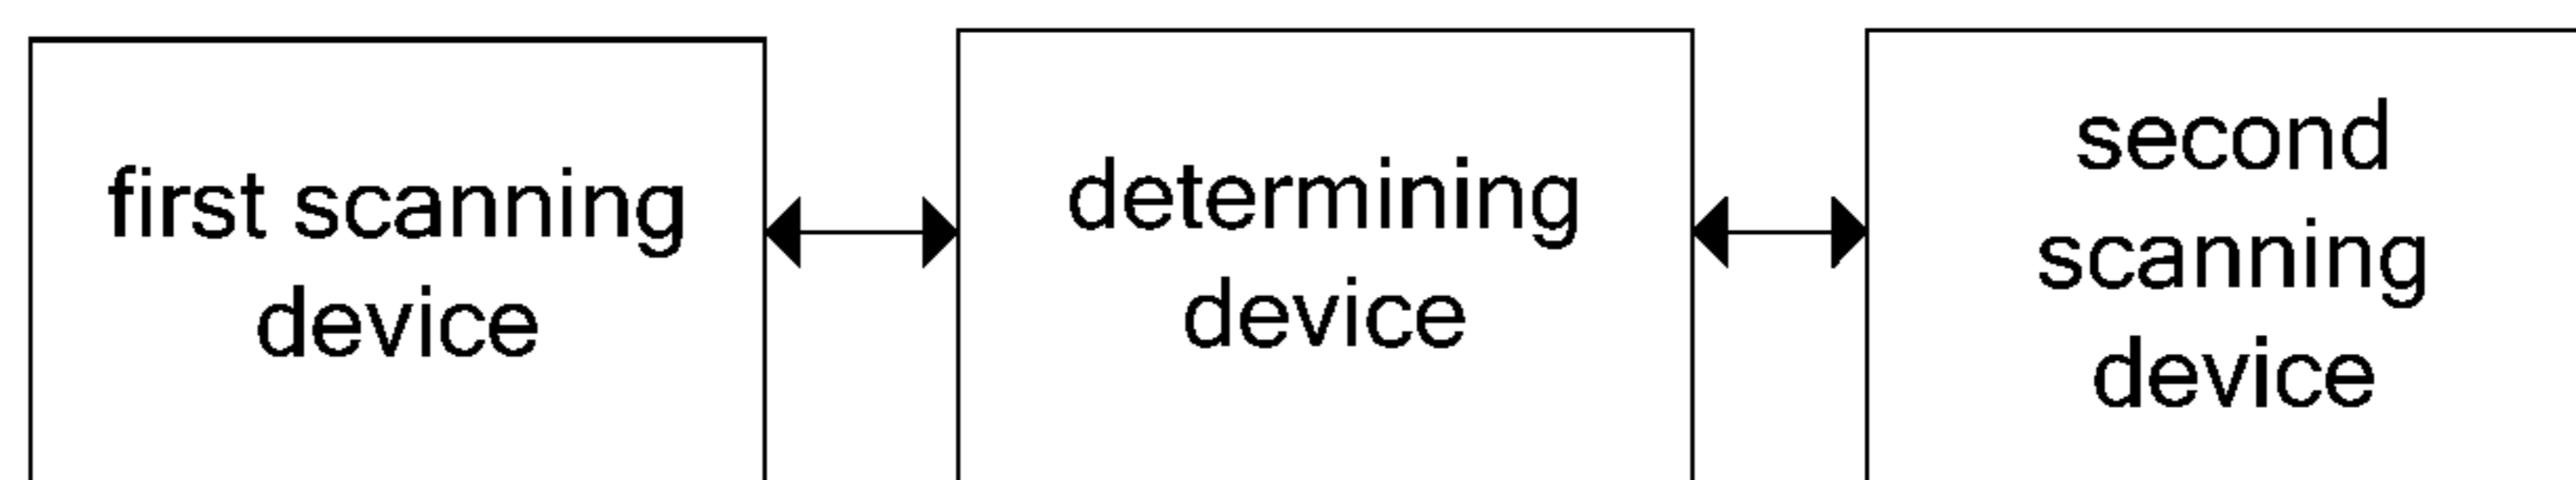 first scanning
device
determining
device
second
scanning
device